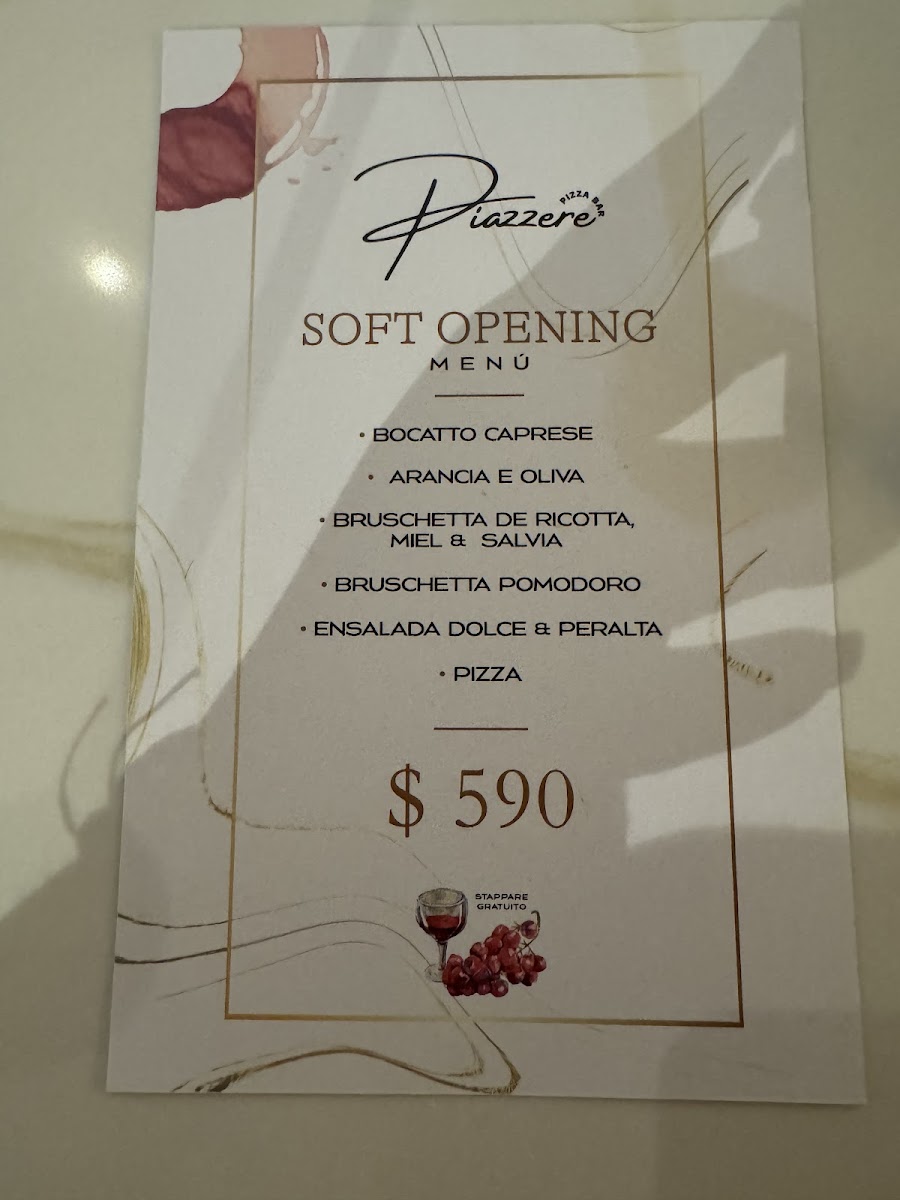 Piazzere
PIZZA BAR
SOFT OPENING
MENÚ
• BOCATTO CAPRESE
• ARANCIA E OLIVA
• BRUSCHETTA DE RICOTTA,
MIEL & SALVIA
• BRUSCHETTA POMODORO
• ENSALADA DOLCE & PERALTA
• PIZZA
$ 590
STAPPARE
GRATUITO